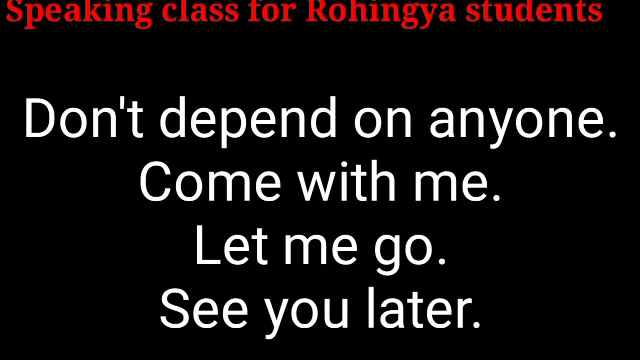 Speaking class for Rohingya students
Don't depend on anyone.
Come with me.
Let me go.
See you later.